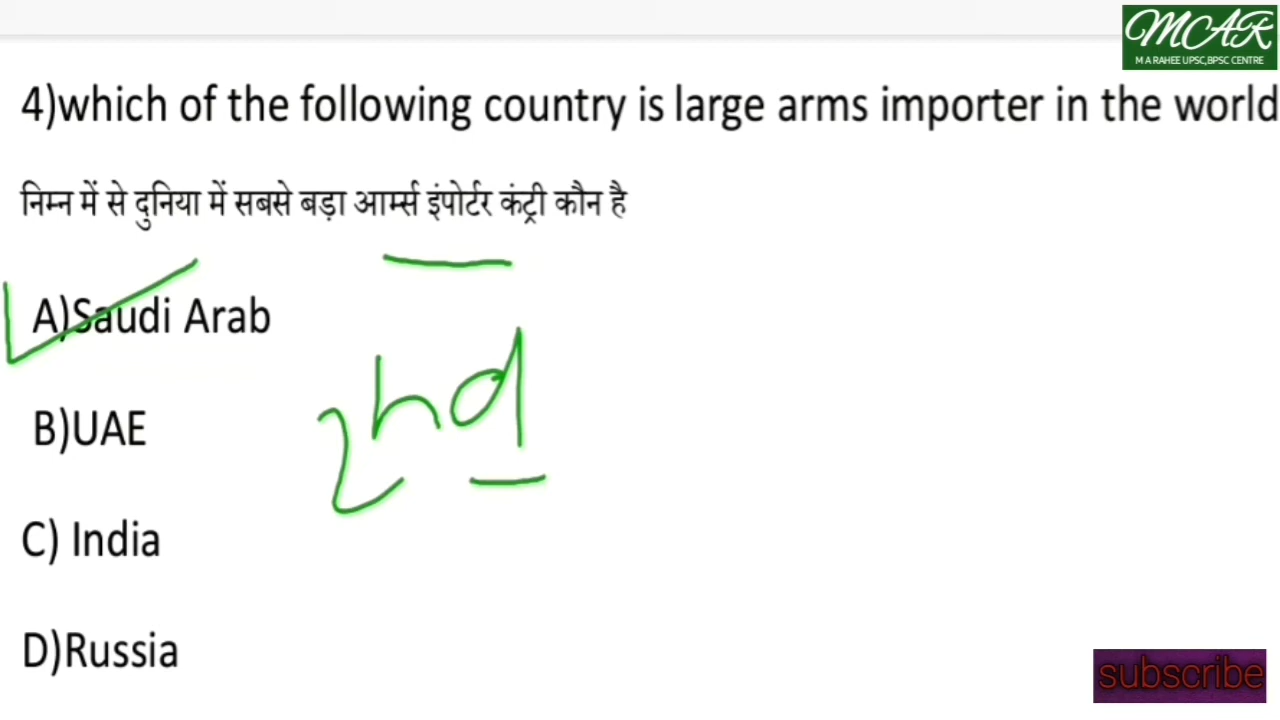 MCAR
M A RAHEE UPSC,BPSC CENTRE
4)which of the following country is large arms importer in the world
निम्न में से दुनिया में सबसे बड़ा आर्म्स इंपोर्टर कंट्री कौन है
A)Saudi Arab
2nd
B)UAE
C) India
D)Russia
subscribe